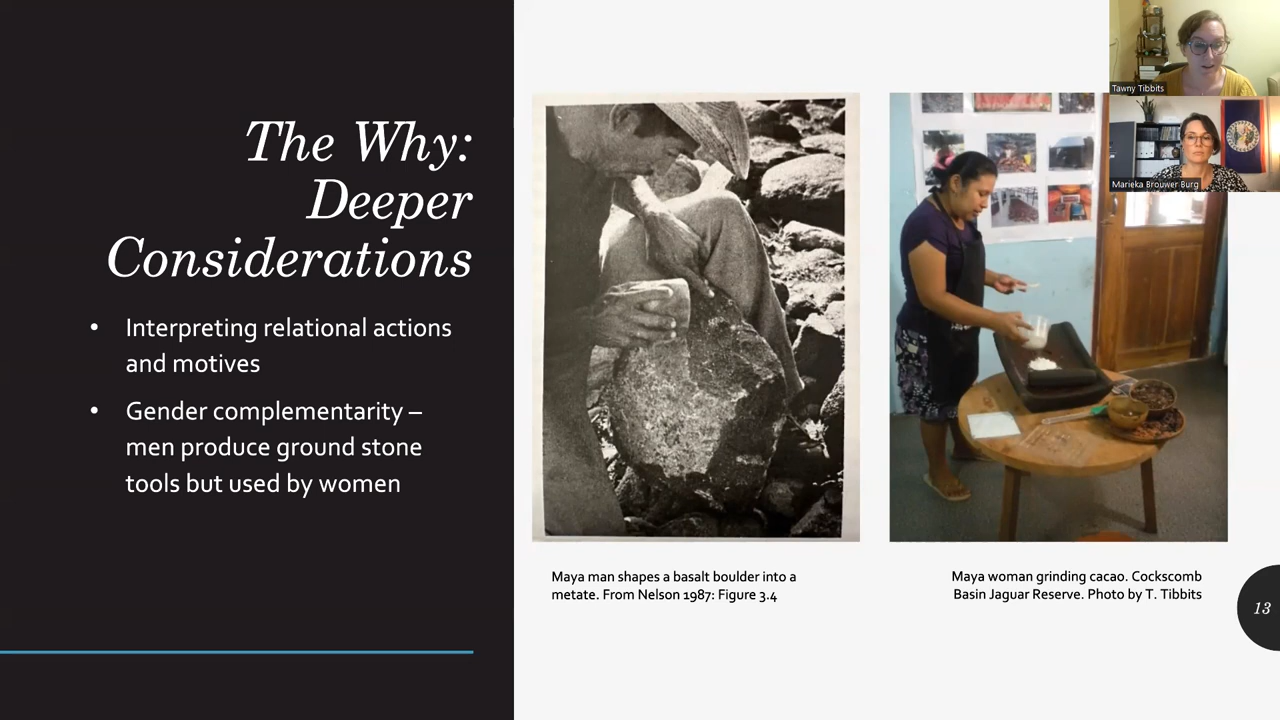 The Why:
Deeper
Considerations
• Interpreting relational actions
and motives
• Gender complementarity –
men produce ground stone
tools but used by women
Maya man shapes a basalt boulder into a
metate. From Nelson 1987: Figure 3.4
Maya woman grinding cacao. Cockscomb
Basin Jaguar Reserve. Photo by T. Tibbits
13
Tawny Tibbits
Marieka Brouwer Burg